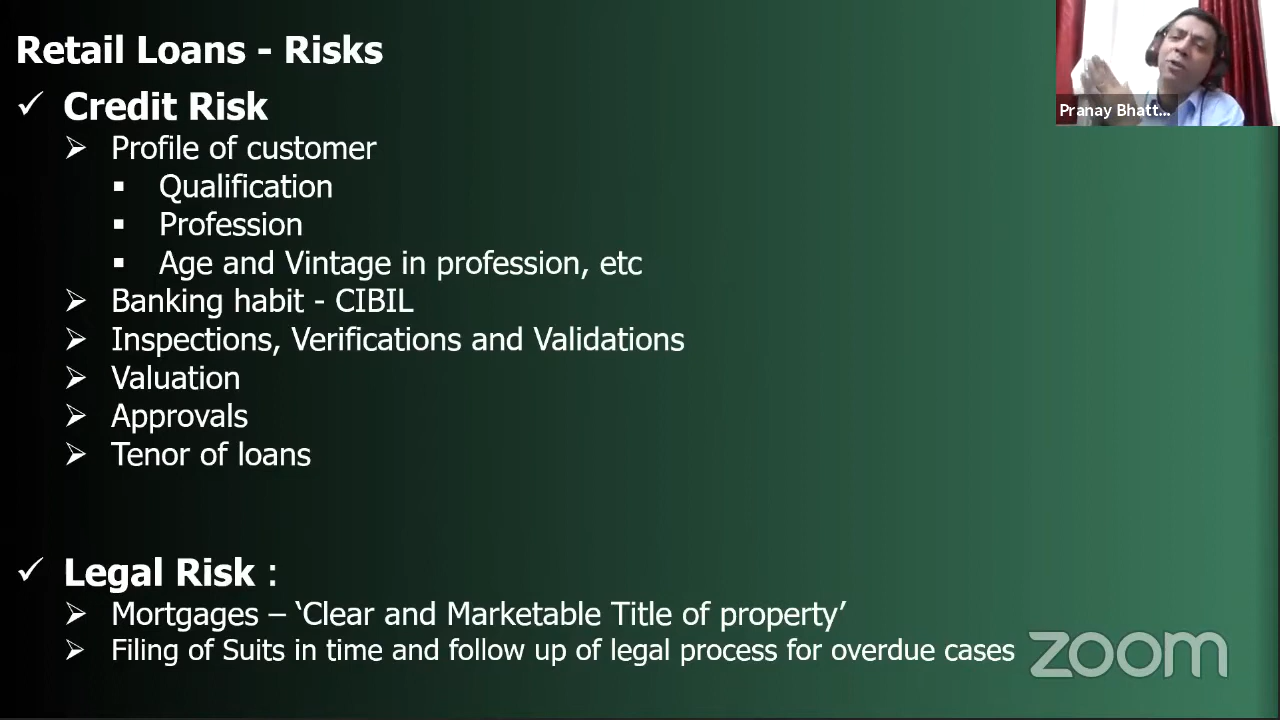 Retail Loans - Risks
✓ Credit Risk
➢ Profile of customer
▪ Qualification
▪ Profession
▪ Age and Vintage in profession, etc
➢ Banking habit - CIBIL
➢ Inspections, Verifications and Validations
➢ Valuation
➢ Approvals
➢ Tenor of loans
✓ Legal Risk :
➢ Mortgages – ‘Clear and Marketable Title of property’
➢ Filing of Suits in time and follow up of legal process for overdue cases
Pranay Bhatt...
zoom